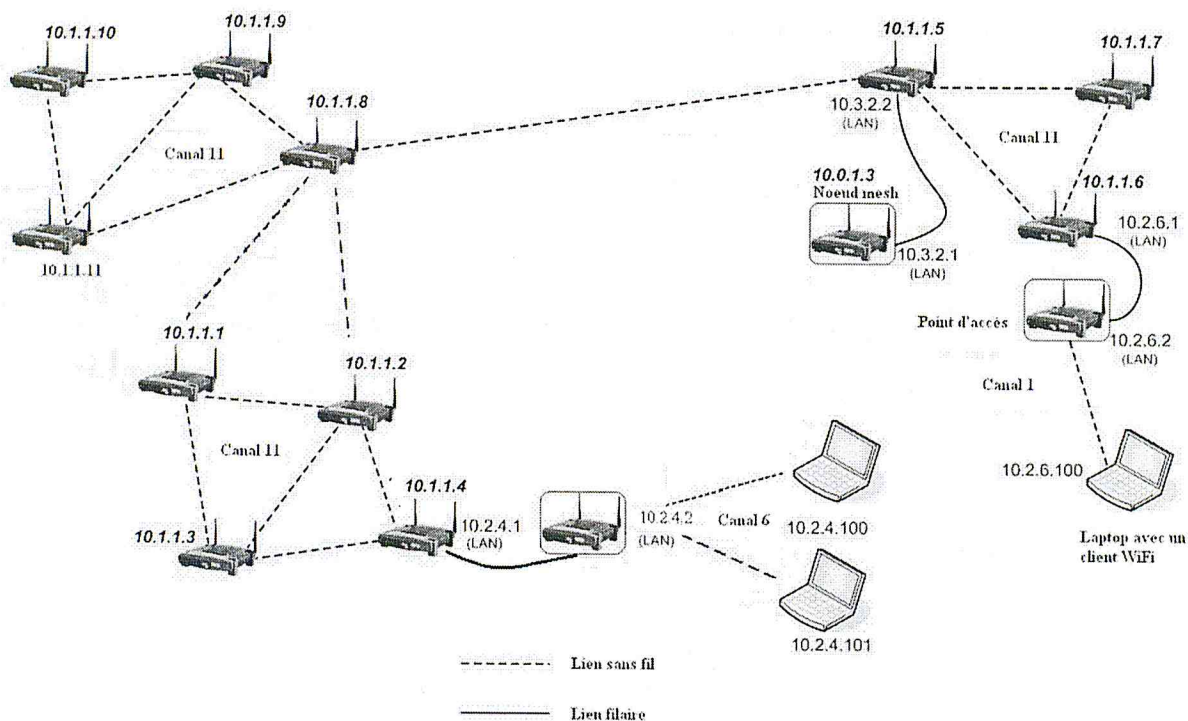 10.1.1.10
10.1.1.9
10.1.1.8
Canal 11
10.1.1.11
10.1.1.5
10.1.1.7
10.3.2.2
(LAN)
Canal 11
10.0.1.3
Noeud mesh
10.1.1.6
10.2.6.1
(LAN)
10.3.2.1
(LAN)
Point d'accès
10.2.6.2
(LAN)
Canal 1
10.2.6.100
Laptop avec un
client WiFi
10.1.1.1
10.1.1.2
Canal 11
10.1.1.3
10.1.1.4
10.2.4.1
(LAN)
10.2.4.2
(LAN)
Canal 6
10.2.4.100
10.2.4.101
Lien sans fil
Lien filaire